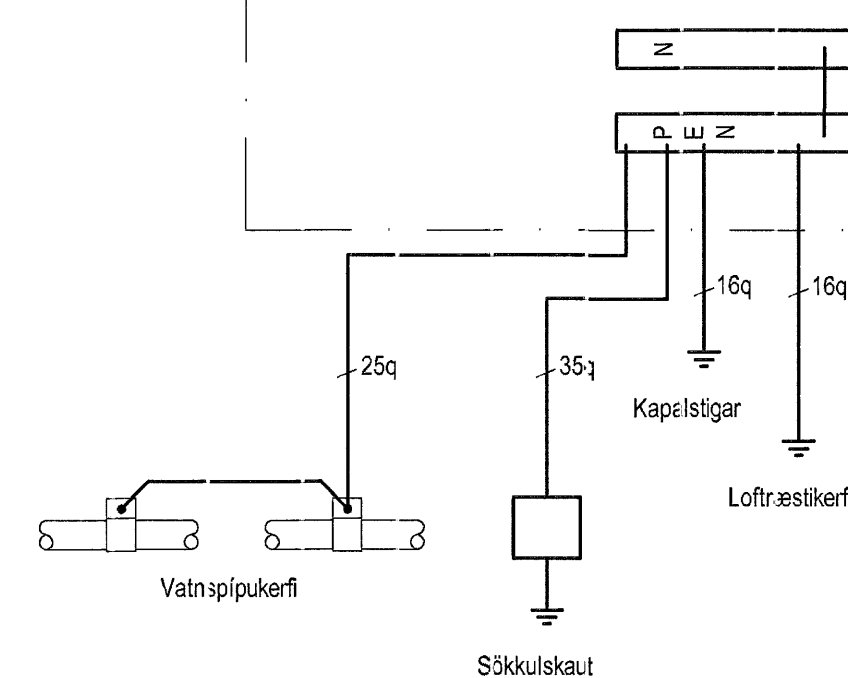 N
P E N
16q
16q
25q
35q
Kapalstigar
Loftræstikerf
Vatnspípukerfi
Sökkulskaut